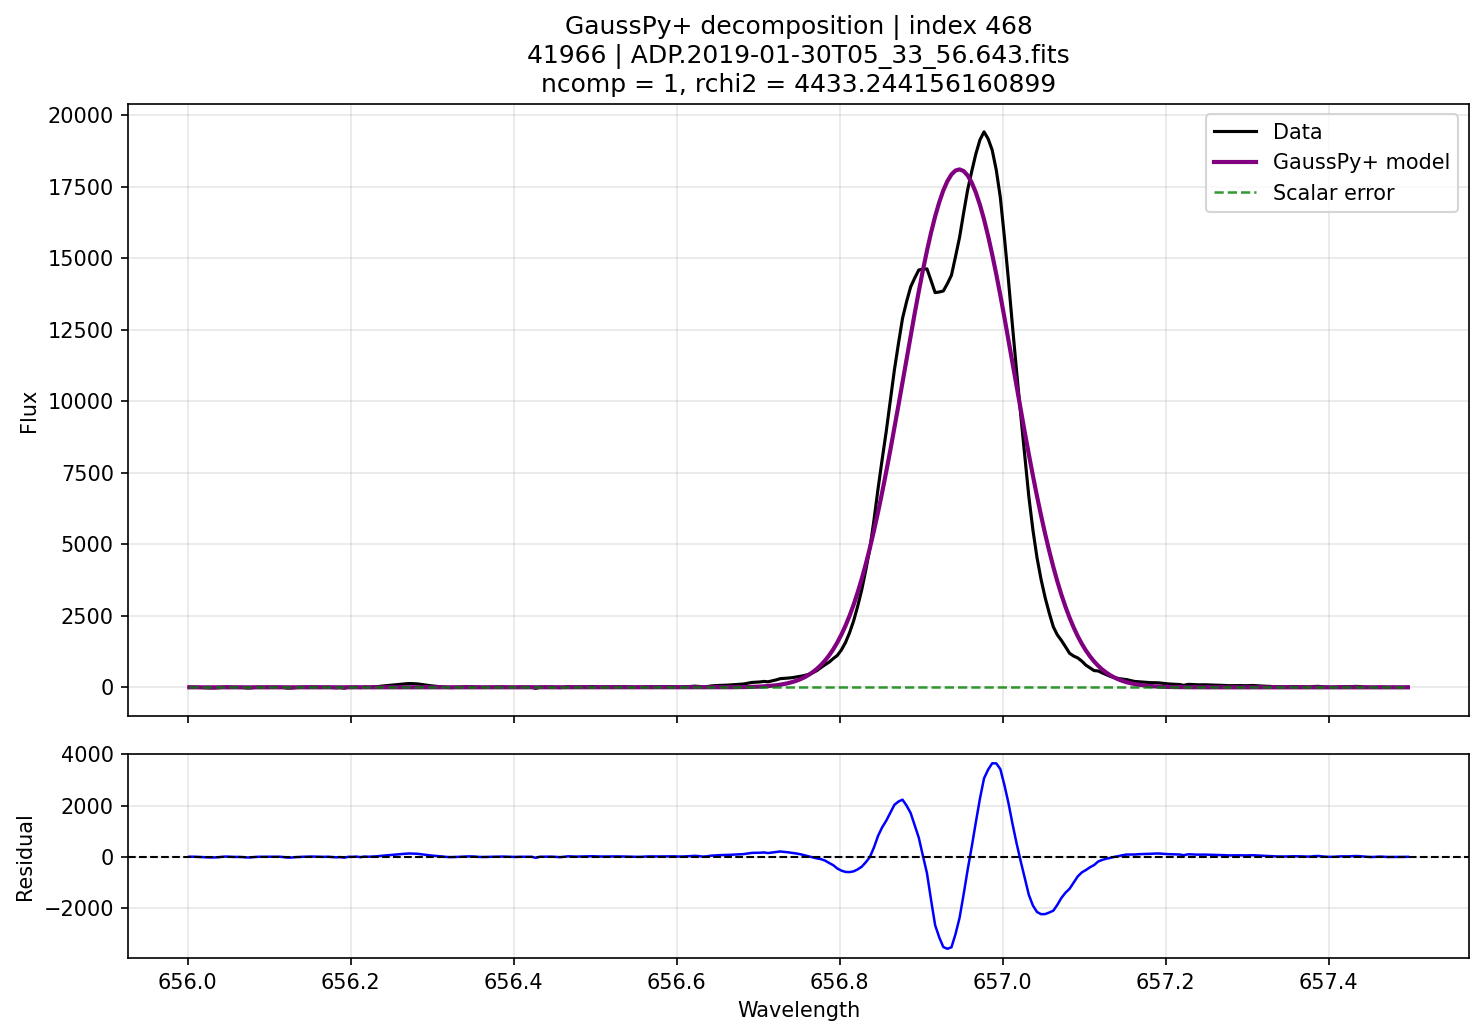 GaussPy+ decomposition | index 468
41966 | ADP.2019-01-30T05_33_56.643.fits
ncomp = 1, rchi2 = 4433.244156160899
20000
17500
15000
12500
10000
7500
5000
2500
0
Flux
Data
GaussPy+ model
Scalar error
4000
2000
0
−2000
Residual
656.0
656.2
656.4
656.6
656.8
657.0
657.2
657.4
Wavelength